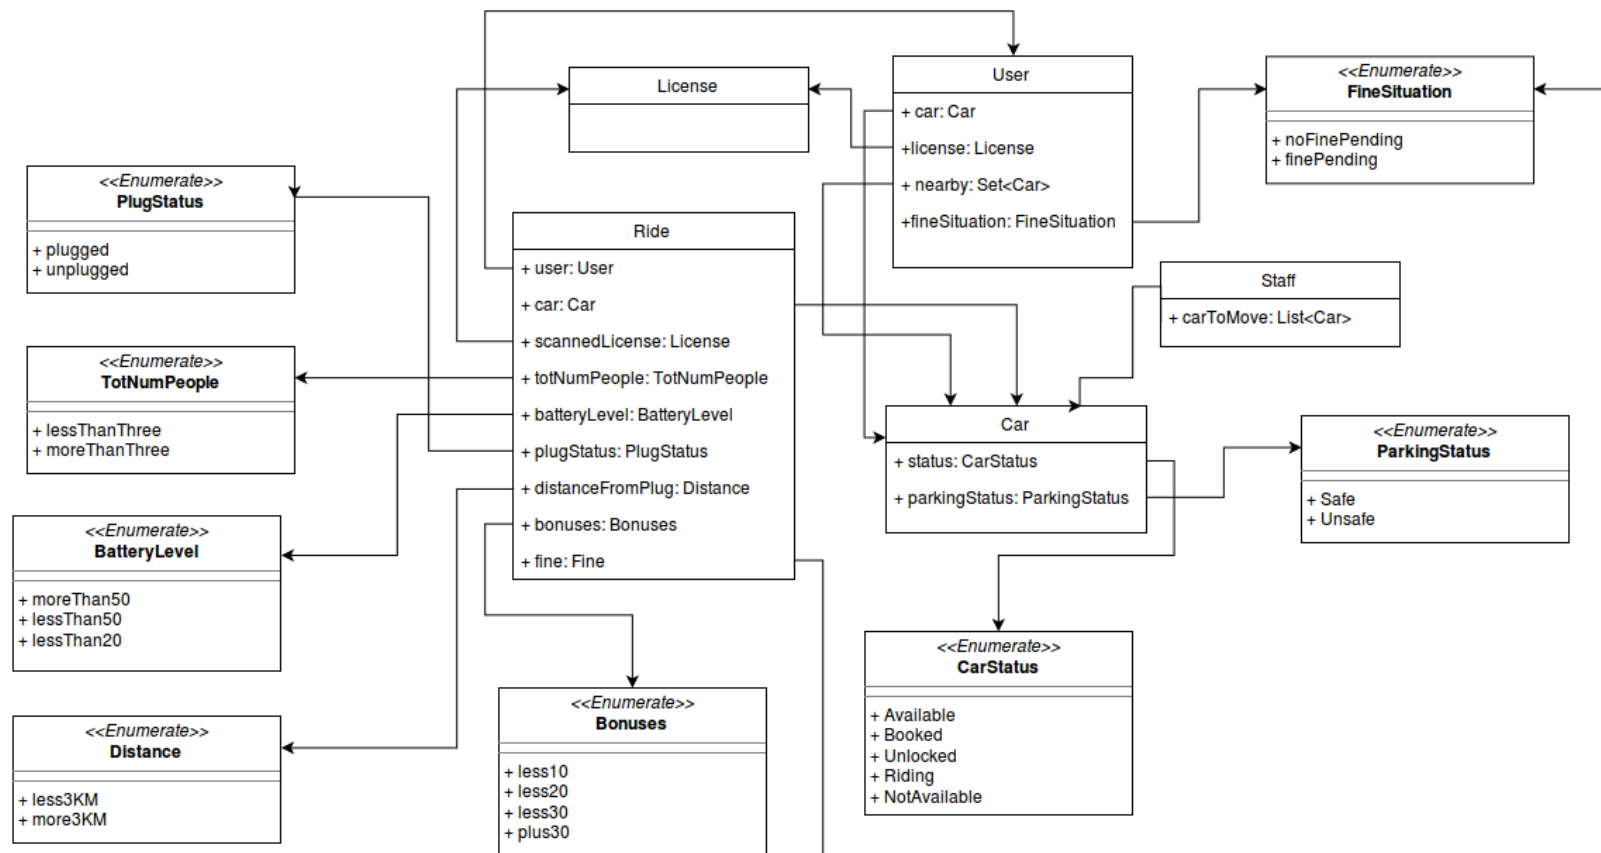 User
+ car: Car
+license: License
+ nearby: Set<Car>
+fineSituation: FineSituation
License
<<Enumerate>>
FineSituation
+ noFinePending
+ finePending
<<Enumerate>>
PlugStatus
+ plugged
+ unplugged
Ride
+ user: User
+ car: Car
+ scannedLicense: License
+ totNumPeople: TotNumPeople
+ batteryLevel: BatteryLevel
+ plugStatus: PlugStatus
+ distanceFromPlug: Distance
+ bonuses: Bonuses
+ fine: Fine
Staff
+ carToMove: List<Car>
<<Enumerate>>
TotNumPeople
+ lessThanThree
+ moreThanThree
Car
+ status: CarStatus
+ parkingStatus: ParkingStatus
<<Enumerate>>
ParkingStatus
+ Safe
+ Unsafe
<<Enumerate>>
BatteryLevel
+ moreThan50
+ lessThan50
+ lessThan20
<<Enumerate>>
CarStatus
+ Available
+ Booked
+ Unlocked
+ Riding
+ NotAvailable
<<Enumerate>>
Bonuses
+ less10
+ less20
+ less30
+ plus30
<<Enumerate>>
Distance
+ less3KM
+ more3KM